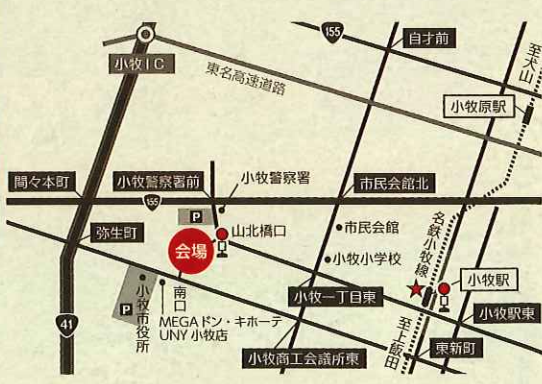 155
自才前
至犬山
小牧IC
東名高速道路
小牧原駅
間々本町
小牧警察署前
小牧警察署
市民会館北
155
P
山北橋口
弥生町
会場
市民会館
名鉄小牧線
小牧小学校
小牧駅
南口
小牧市役所
P
小牧一丁目東
MEGAドン・キホーテ
UNY 小牧店
小牧駅東
41
至上飯田
小牧商工会議所東
東新町